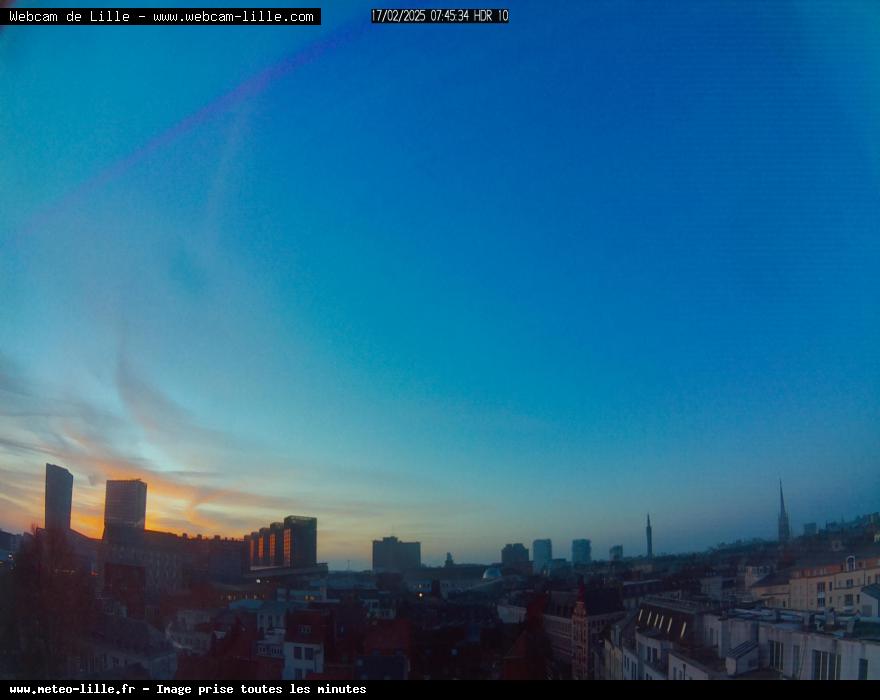 Webcam de Lille - www.webcam-lille.com
17/02/2025 07:45:34 HDR 10
www.meteo-lille.fr - Image prise toutes les minutes